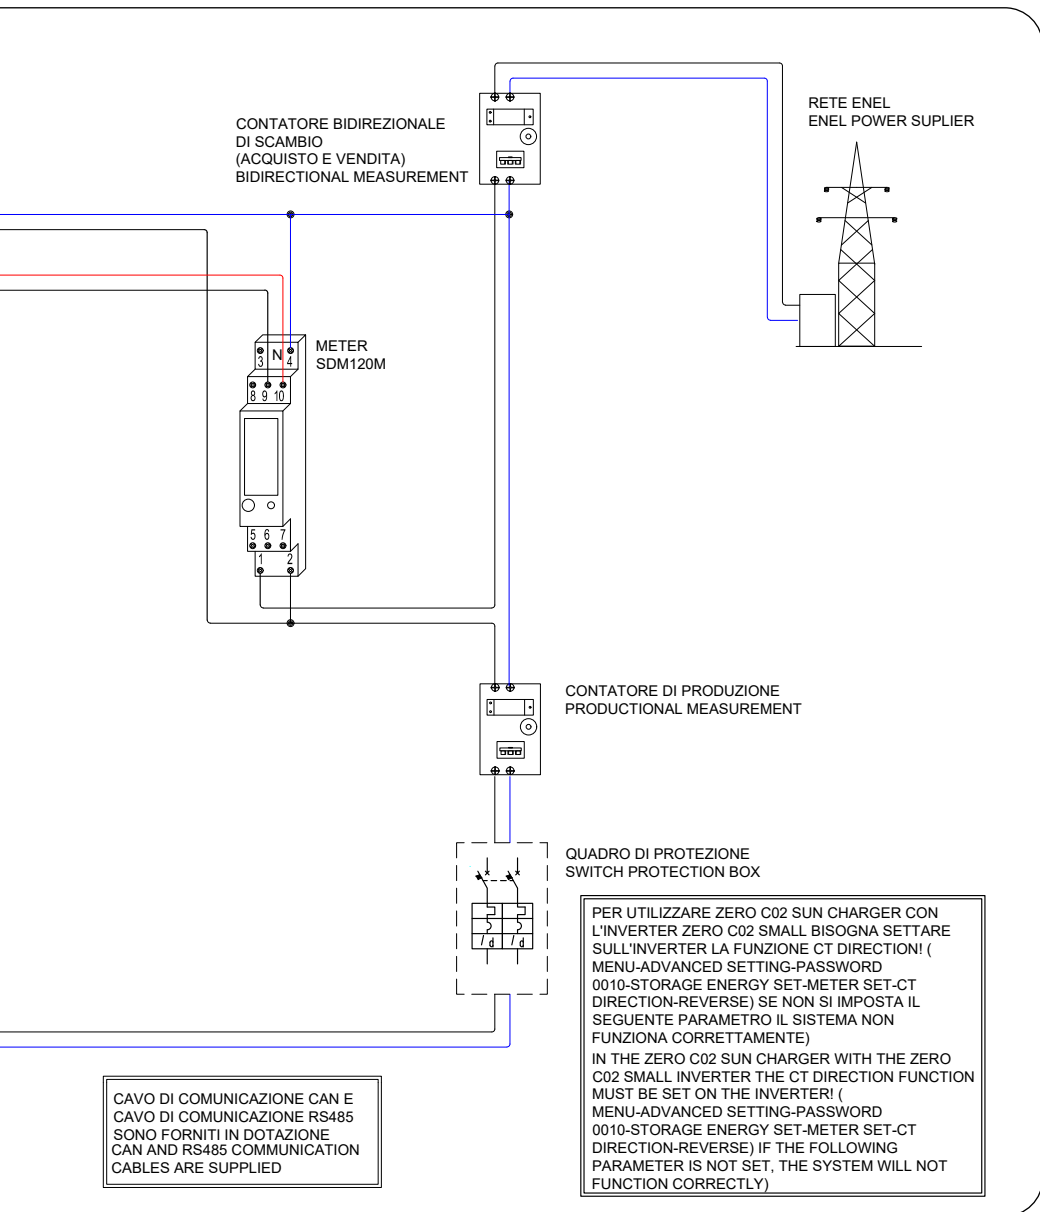 RETE ENEL
ENEL POWER SUPLIER
CONTATORE BIDIREZIONALE
DI SCAMBIO
(ACQUISTO E VENDITA)
BIDIRECTIONAL MEASUREMENT
METER
SDM120M
3 N 4
8 9 10
5 6 7
1 2
CONTATORE DI PRODUZIONE
PRODUCTIONAL MEASUREMENT
QUADRO DI PROTEZIONE
SWITCH PROTECTION BOX
/ d / d
PER UTILIZZARE ZERO C02 SUN CHARGER CON
L'INVERTER ZERO C02 SMALL BISOGNA SETTARE
SULL'INVERTER LA FUNZIONE CT DIRECTION! (
MENU-ADVANCED SETTING-PASSWORD
0010-STORAGE ENERGY SET-METER SET-CT
DIRECTION-REVERSE) SE NON SI IMPOSTA IL
SEGUENTE PARAMETRO IL SISTEMA NON
FUNZIONA CORRETTAMENTE)
IN THE ZERO C02 SUN CHARGER WITH THE ZERO
C02 SMALL INVERTER THE CT DIRECTION FUNCTION
MUST BE SET ON THE INVERTER! (
MENU-ADVANCED SETTING-PASSWORD
0010-STORAGE ENERGY SET-METER SET-CT
DIRECTION-REVERSE) IF THE FOLLOWING
PARAMETER IS NOT SET, THE SYSTEM WILL NOT
FUNCTION CORRECTLY)
CAVO DI COMUNICAZIONE CAN E
CAVO DI COMUNICAZIONE RS485
SONO FORNITI IN DOTAZIONE
CAN AND RS485 COMMUNICATION
CABLES ARE SUPPLIED